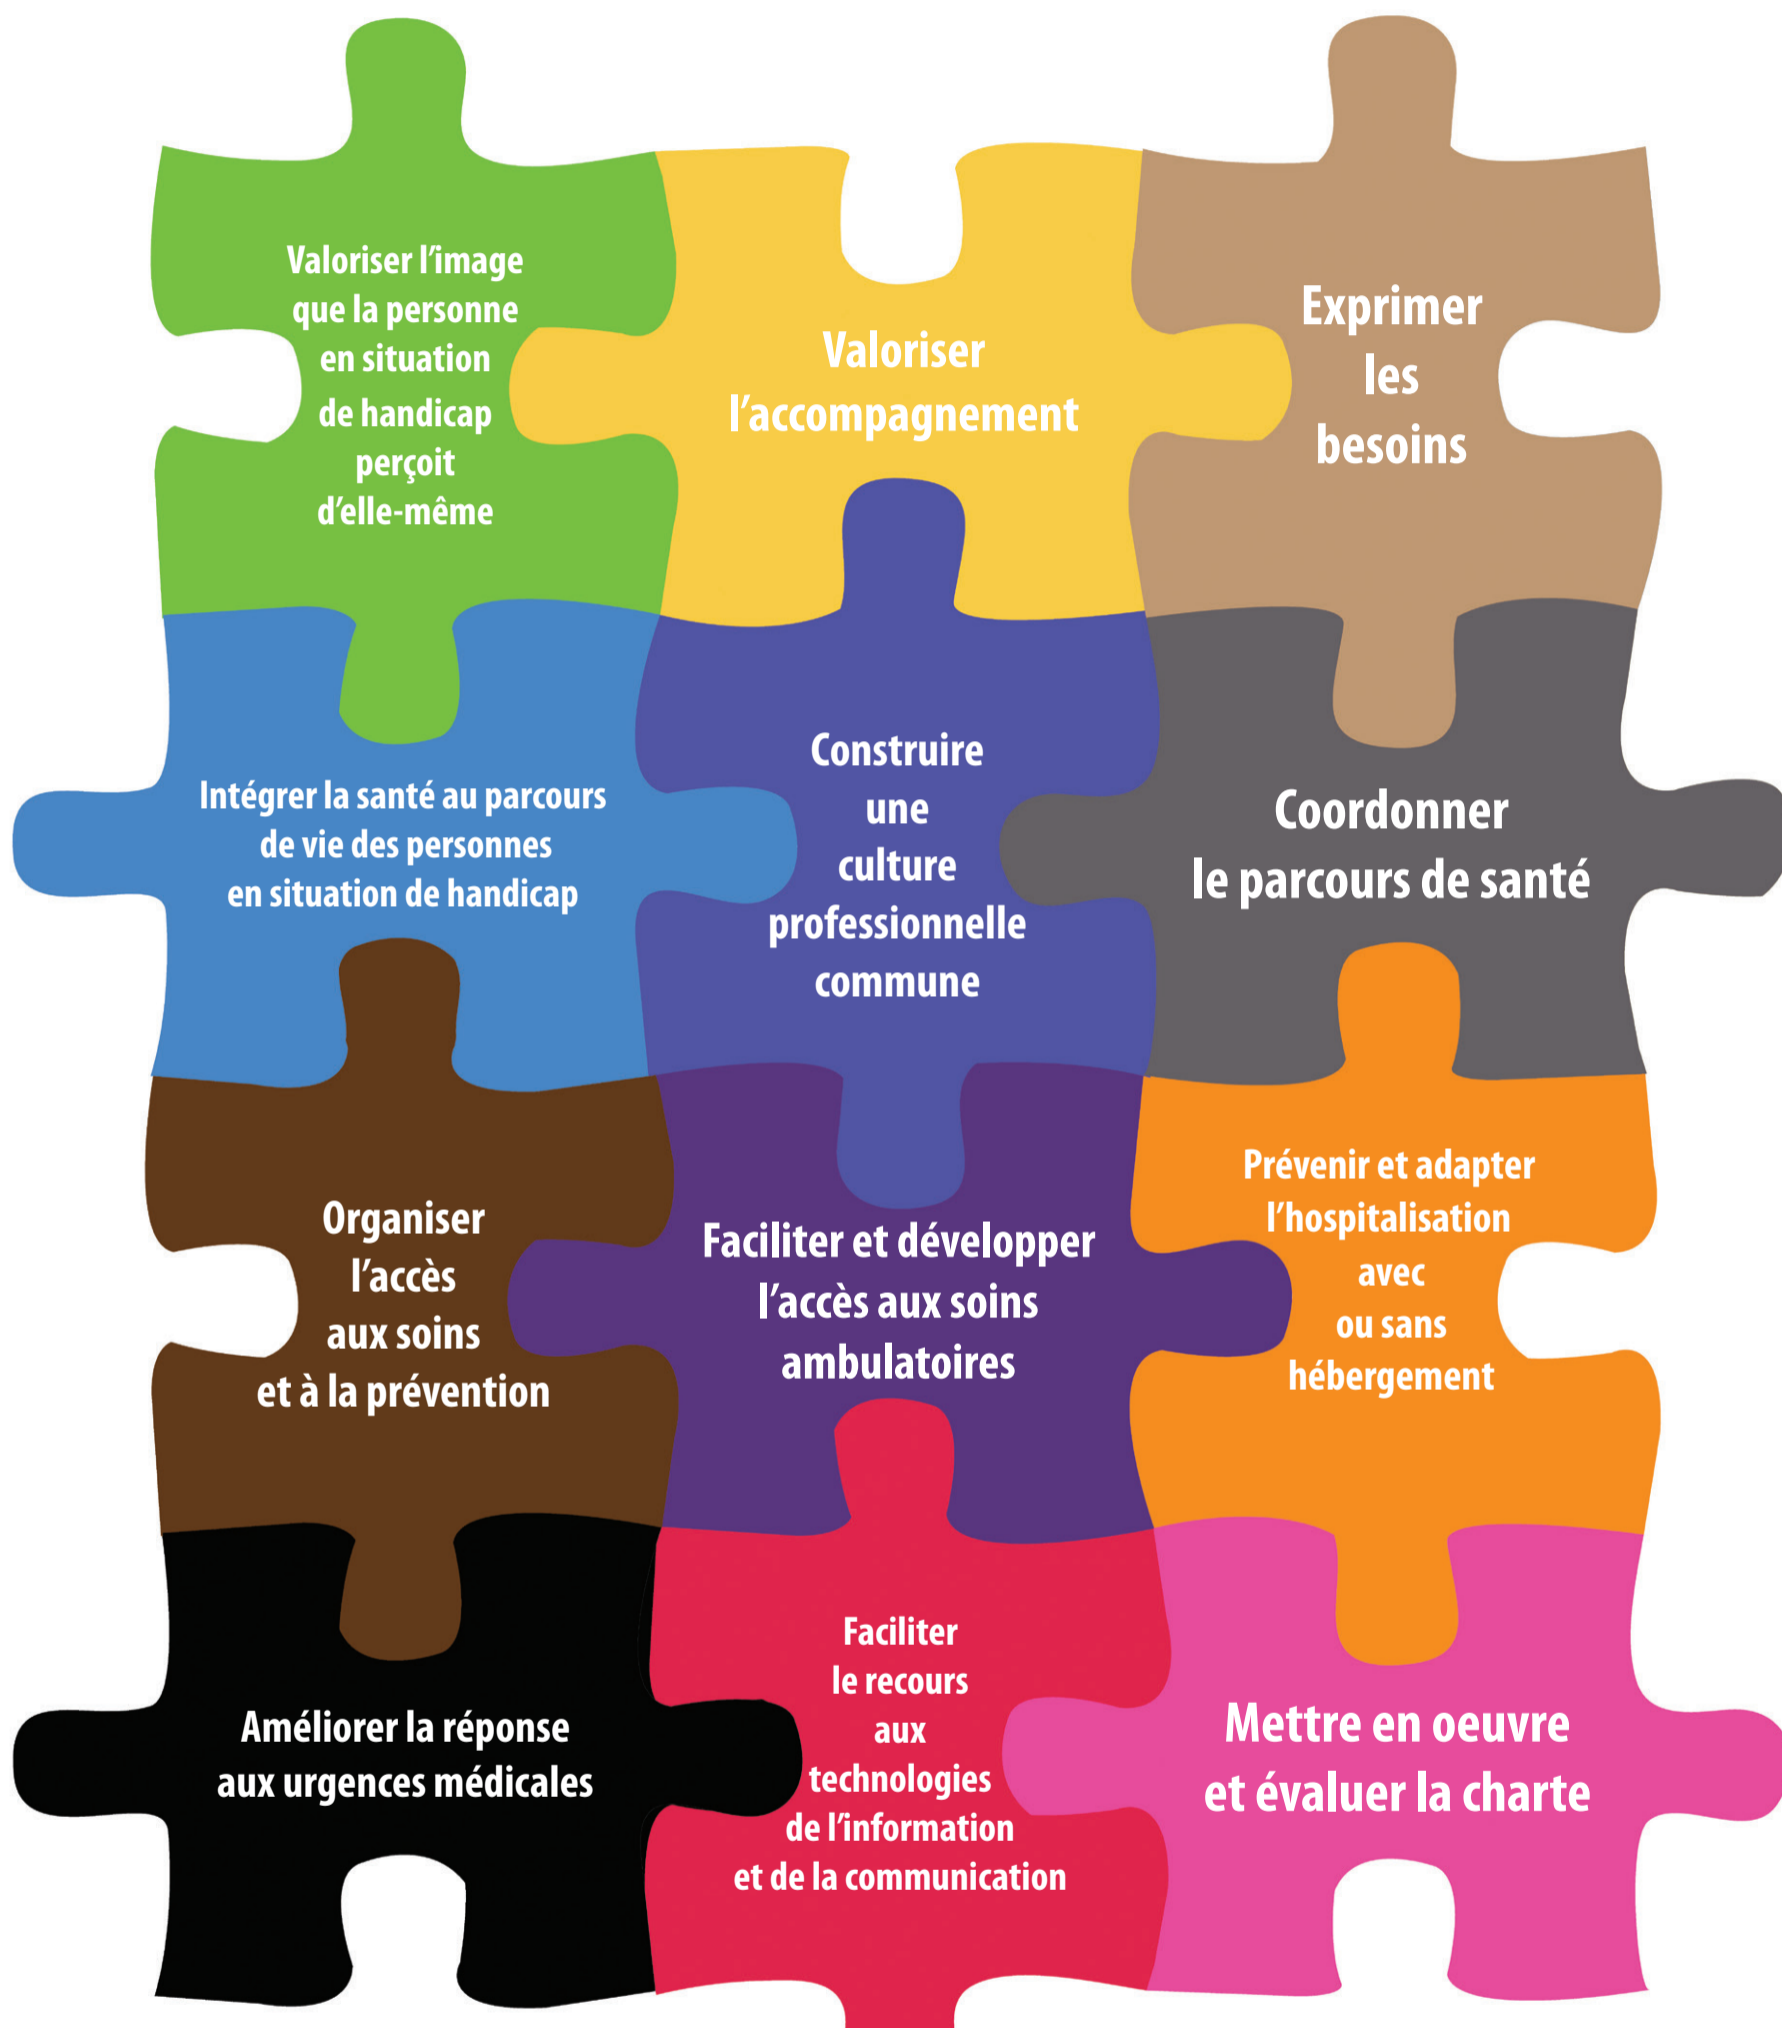 Valoriser l'image
que la personne
en situation
de handicap
perçoit
d'elle-même
Valoriser
l'accompagnement
Exprimer
les
besoins
Intégrer la santé au parcours
de vie des personnes
en situation de handicap
Construire
une
culture
professionnelle
commune
Coordonner
le parcours de santé
Organiser
l'accès
aux soins
et à la prévention
Faciliter et développer
l'accès aux soins
ambulatoires
Prévenir et adapter
l'hospitalisation
avec
ou sans
hébergement
Améliorer la réponse
aux urgences médicales
Faciliter
le recours
aux
technologies
de l'information
et de la communication
Mettre en oeuvre
et évaluer la charte